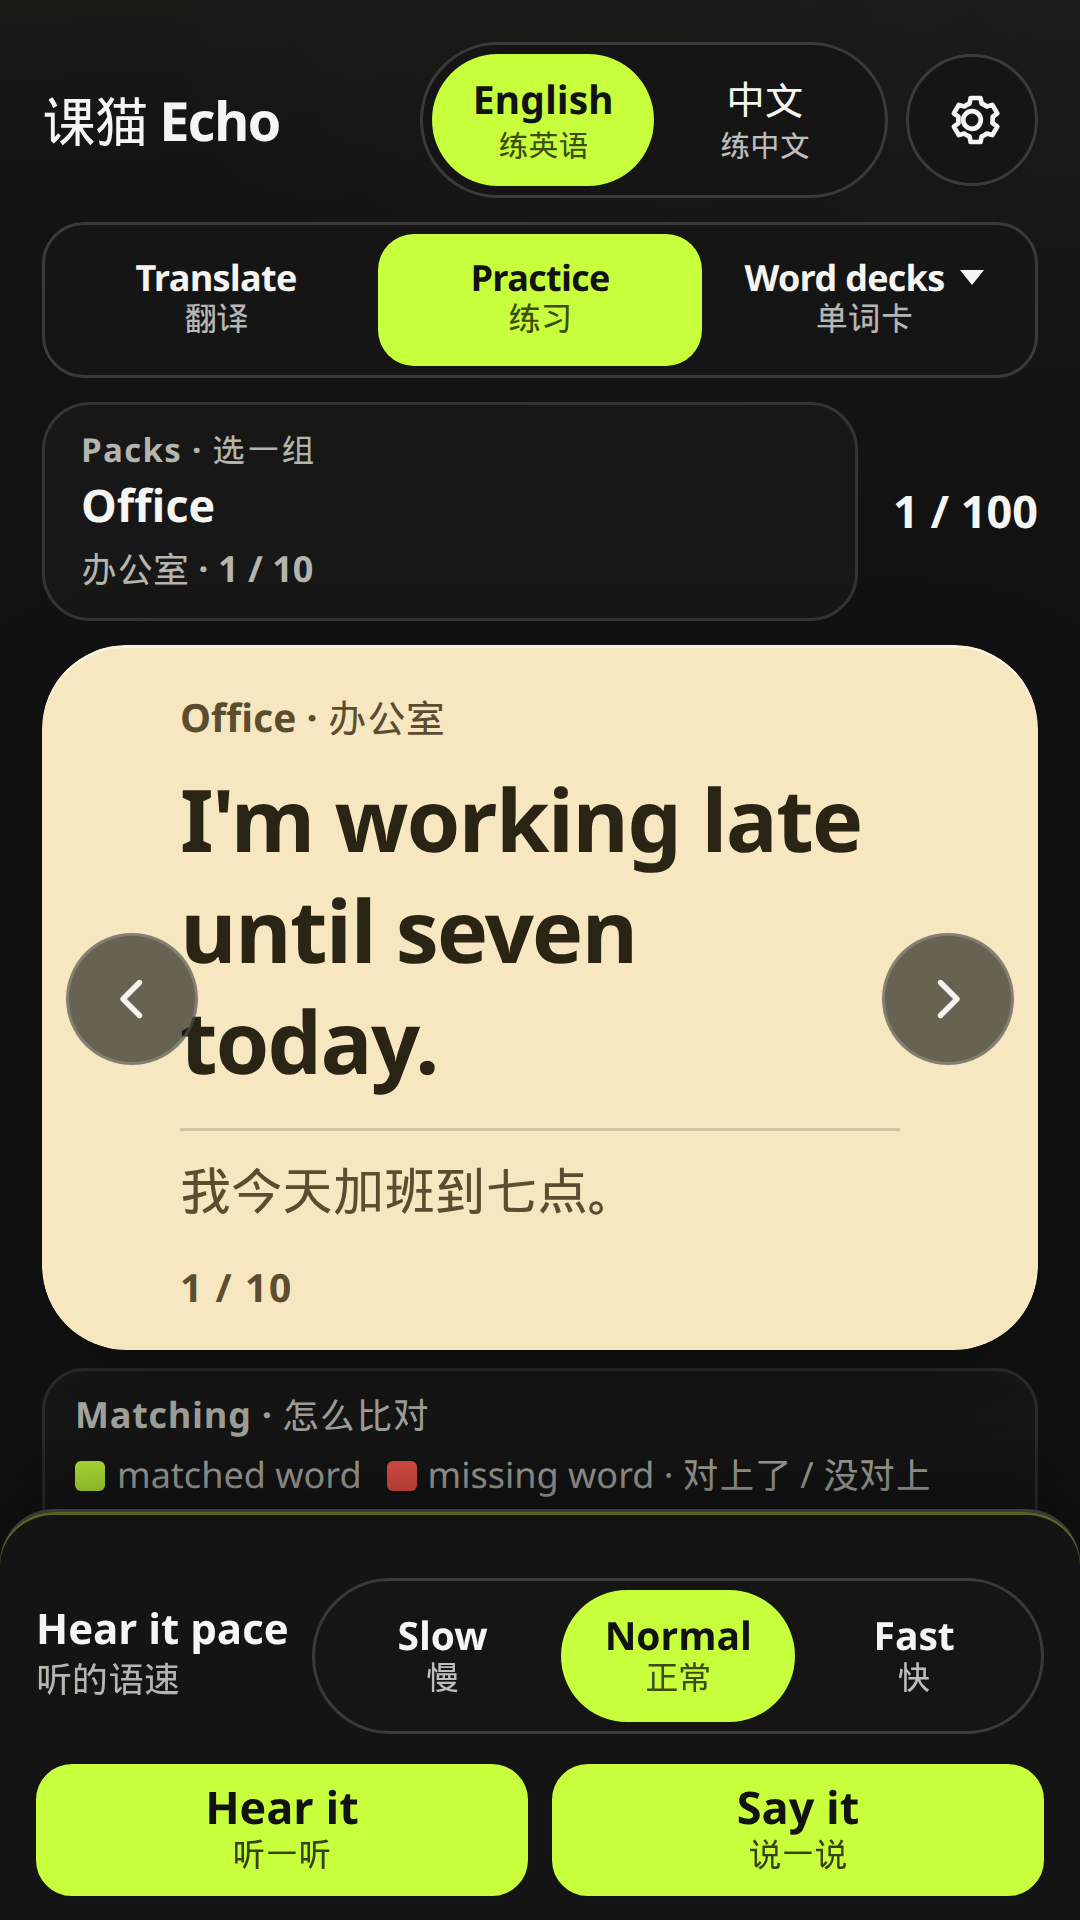 课猫 Echo
English
练英语
中文
练中文
Translate
翻译
Practice
练习
Word decks
单词卡
Packs · 选一组
Office
办公室 · 1 / 10
1 / 100
Office · 办公室
I'm working late
until seven
today.
我今天加班到七点。
1 / 10
Matching · 怎么比对
matched word missing word · 对上了 / 没对上
Hear it pace
听的语速
Slow
慢
Normal
正常
Fast
快
Hear it
听一听
Say it
说一说